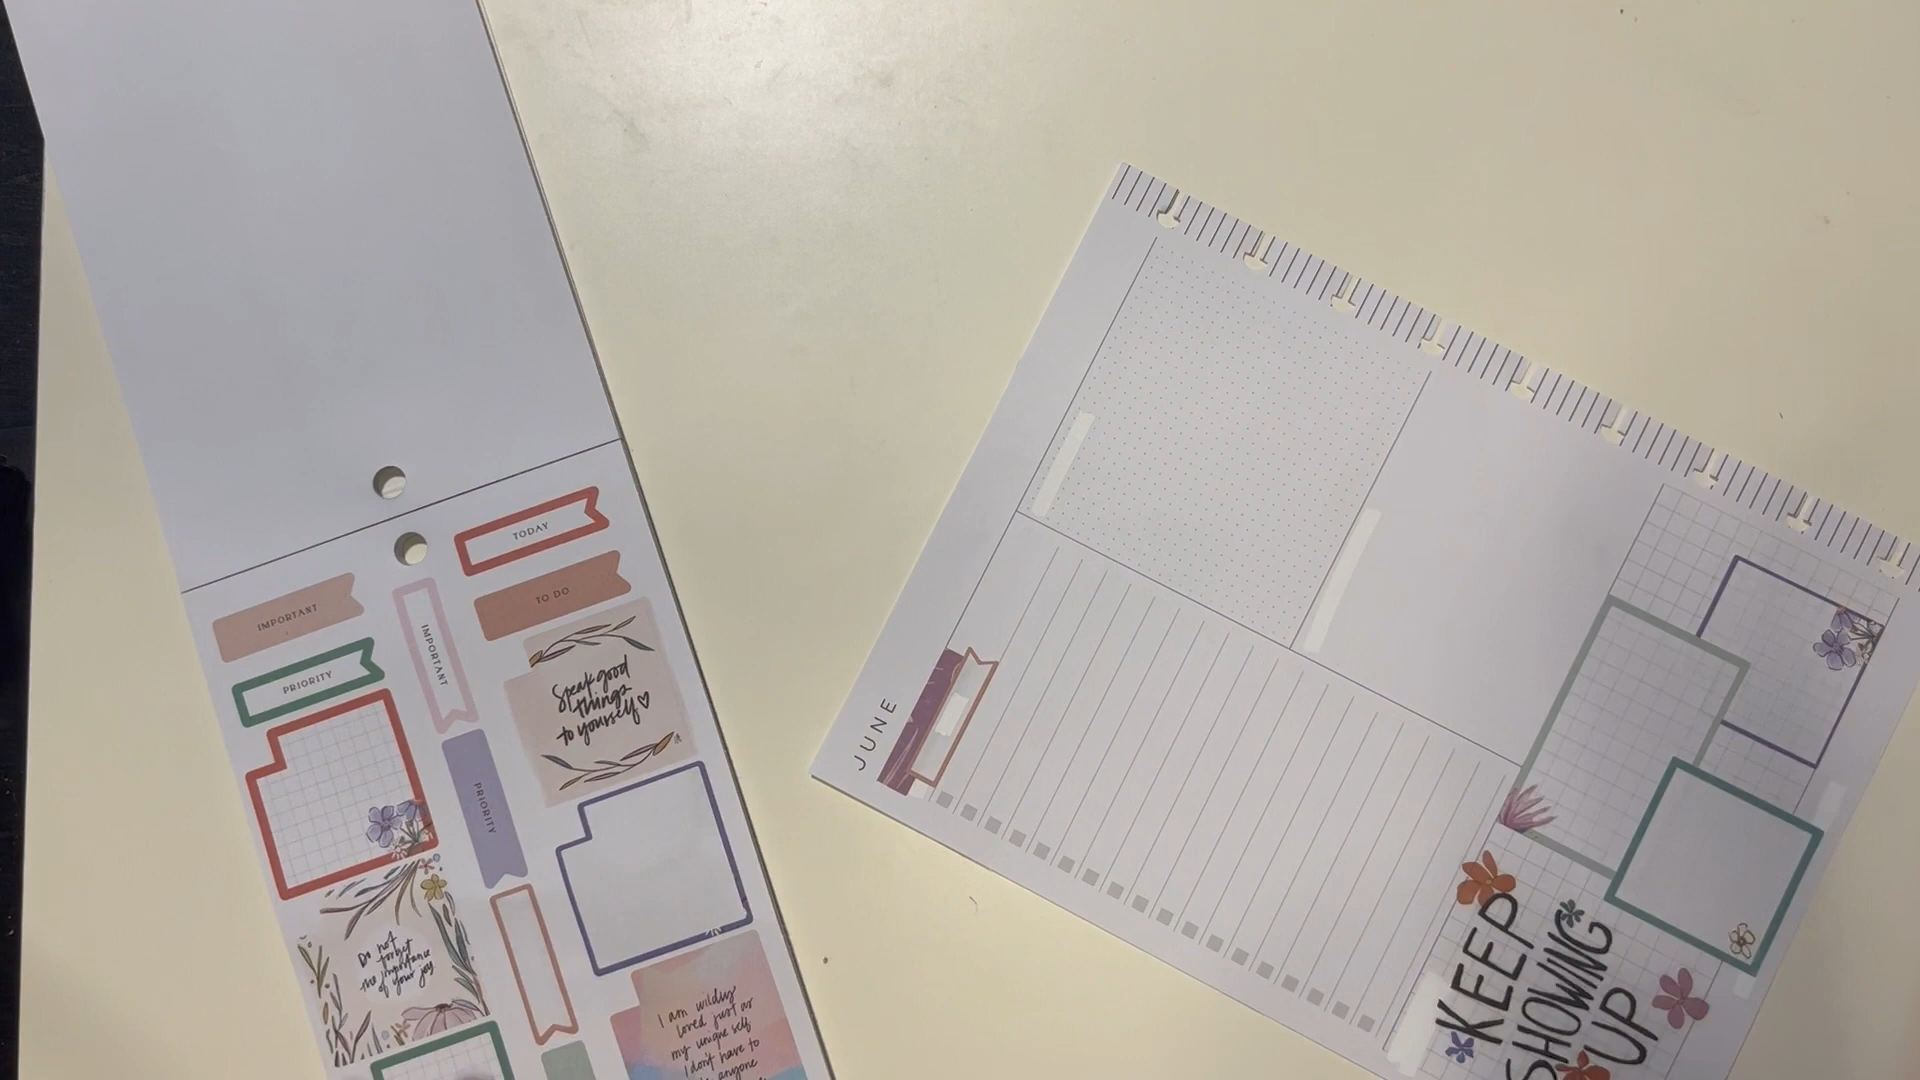 TODAY
IMPORTANT
TO DO
PRIORITY
IMPORTANT
Speak good
things
to yourself
PRIORITY
Do not
forget
the importance
of your joy
I am wildly
loved just as
my unique self
I don't have to
anyone
JUNE
KEEP
SHOWING
UP